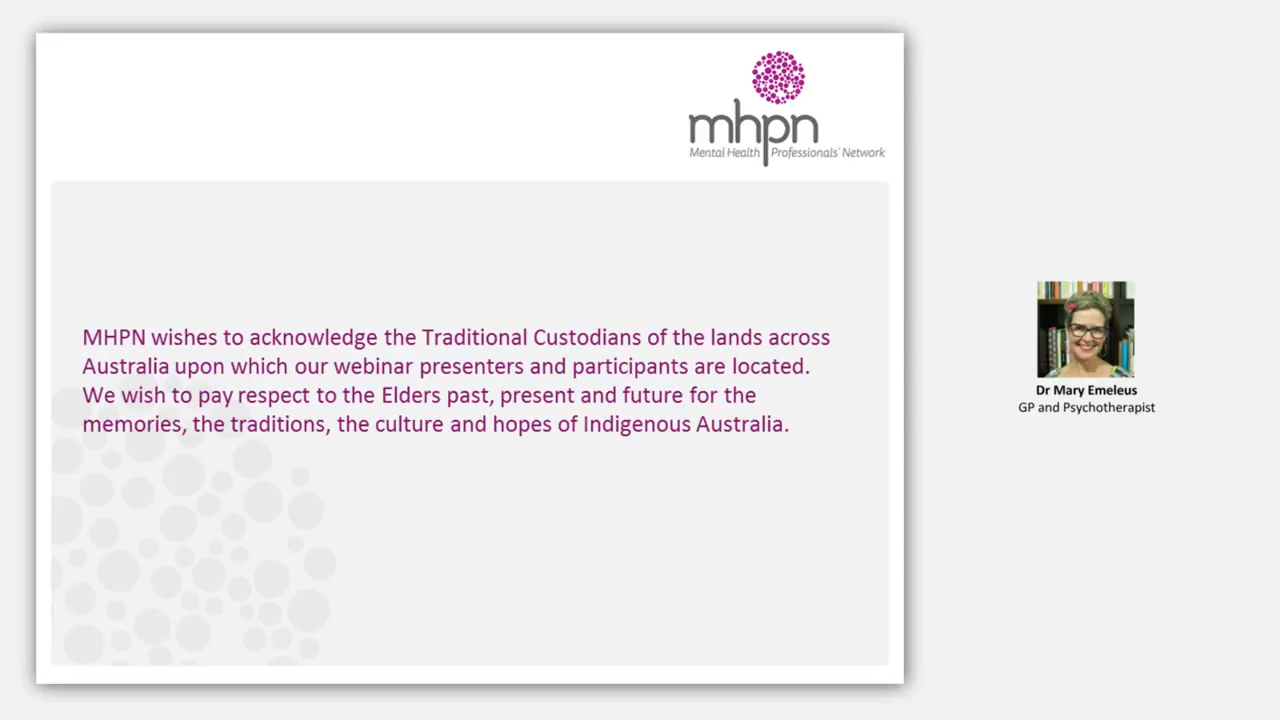 mhpn
Mental Health Professionals' Network
MHPN wishes to acknowledge the Traditional Custodians of the lands across
Australia upon which our webinar presenters and participants are located.
We wish to pay respect to the Elders past, present and future for the
memories, the traditions, the culture and hopes of Indigenous Australia.
Dr Mary Emeleus
GP and Psychotherapist